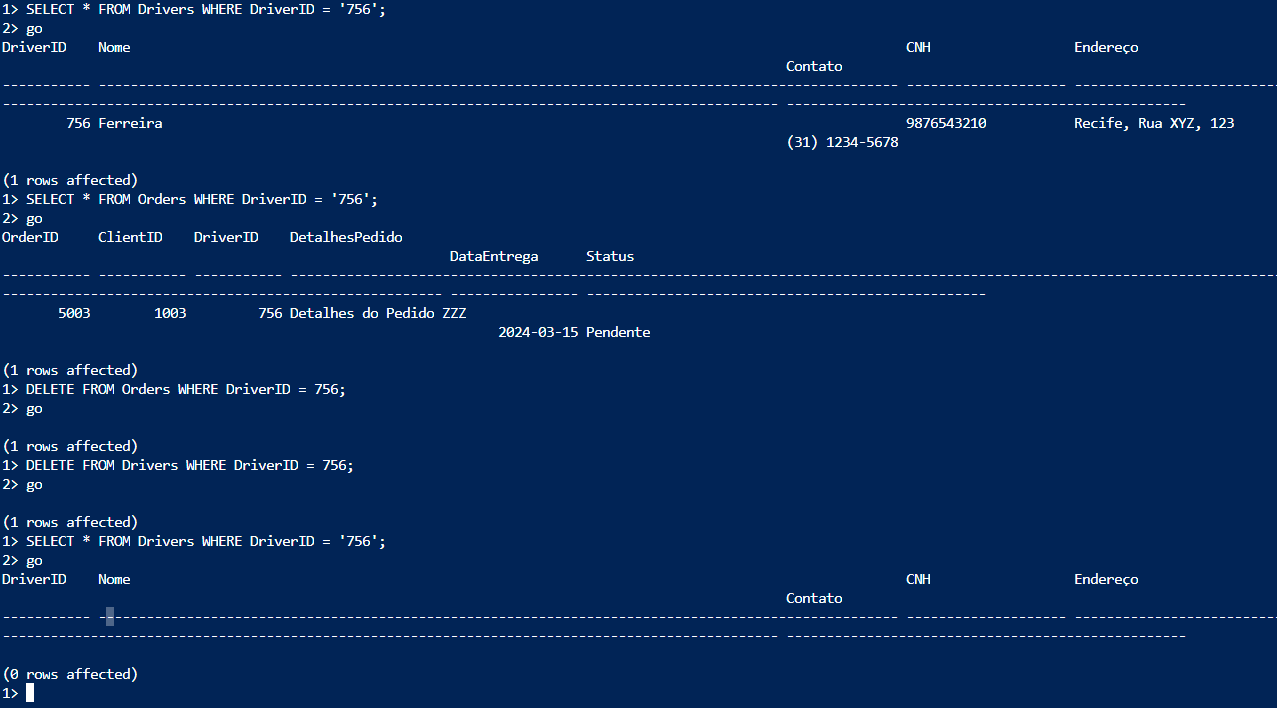 1> SELECT * FROM Drivers WHERE DriverID = '756';
2> go
DriverID    Nome                                                                                                 CNH                  Endereço
                                                                                                  Contato
----------- ---------------------------------------------------------------------------------------------------- -------------------- -------------------------
------------------------------------------------------------------------------------------------- --------------------------------------------------
        756 Ferreira                                                                                             9876543210           Recife, Rua XYZ, 123
                                                                                                  (31) 1234-5678
(1 rows affected)
1> SELECT * FROM Orders WHERE DriverID = '756';
2> go
OrderID     ClientID    DriverID    DetalhesPedido
                                                        DataEntrega      Status
----------- ----------- ----------- ---------------------------------------------------------------------------------------------------------------------------
------------------------------------------------------- ---------------- --------------------------------------------------
       5003        1003         756 Detalhes do Pedido ZZZ
                                                              2024-03-15 Pendente
(1 rows affected)
1> DELETE FROM Orders WHERE DriverID = 756;
2> go
(1 rows affected)
1> DELETE FROM Drivers WHERE DriverID = 756;
2> go
(1 rows affected)
1> SELECT * FROM Drivers WHERE DriverID = '756';
2> go
DriverID    Nome                                                                                                 CNH                  Endereço
                                                                                                  Contato
----------- ---------------------------------------------------------------------------------------------------- -------------------- -------------------------
------------------------------------------------------------------------------------------------- --------------------------------------------------
(0 rows affected)
1>